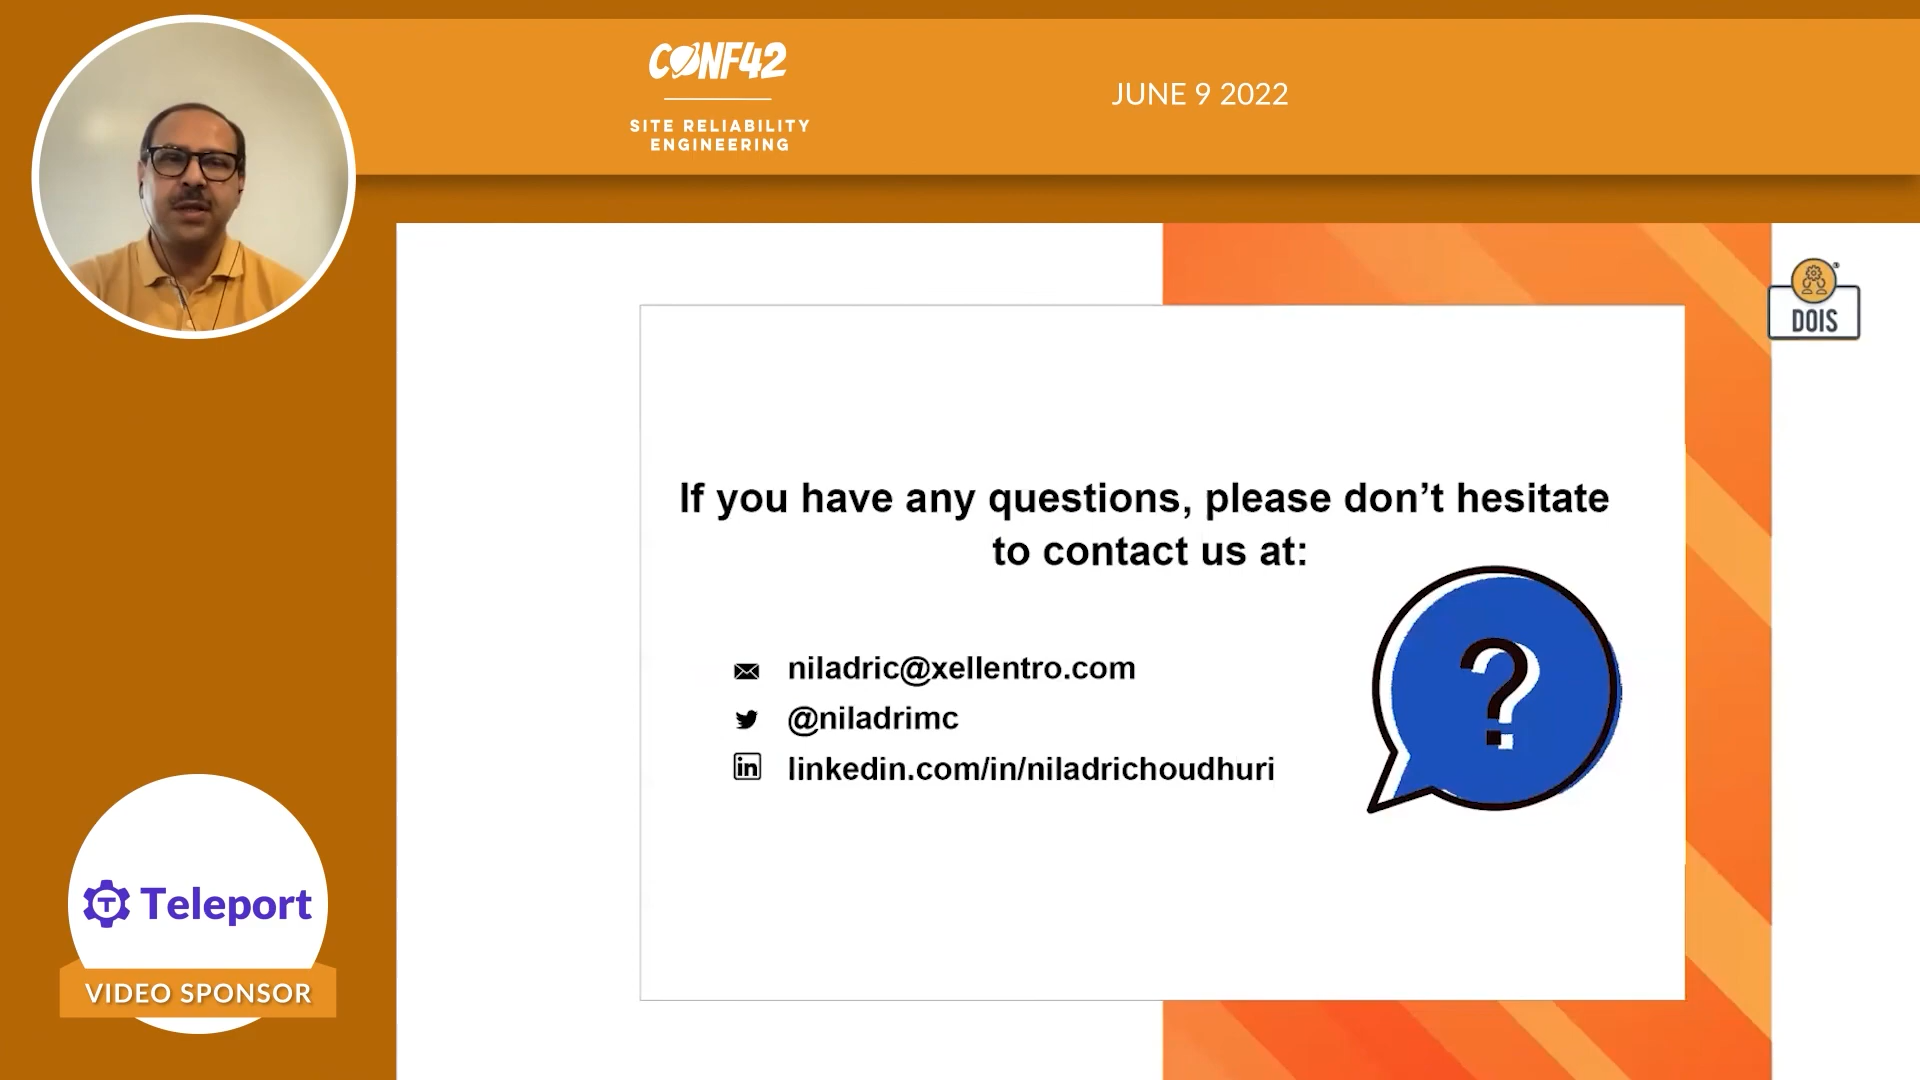 CONF42
SITE RELIABILITY
ENGINEERING
JUNE 9 2022
DOIS
If you have any questions, please don’t hesitate
to contact us at:
niladric@xellentro.com
@niladrimc
in linkedin.com/in/niladrichoudhuri
?
T Teleport
VIDEO SPONSOR